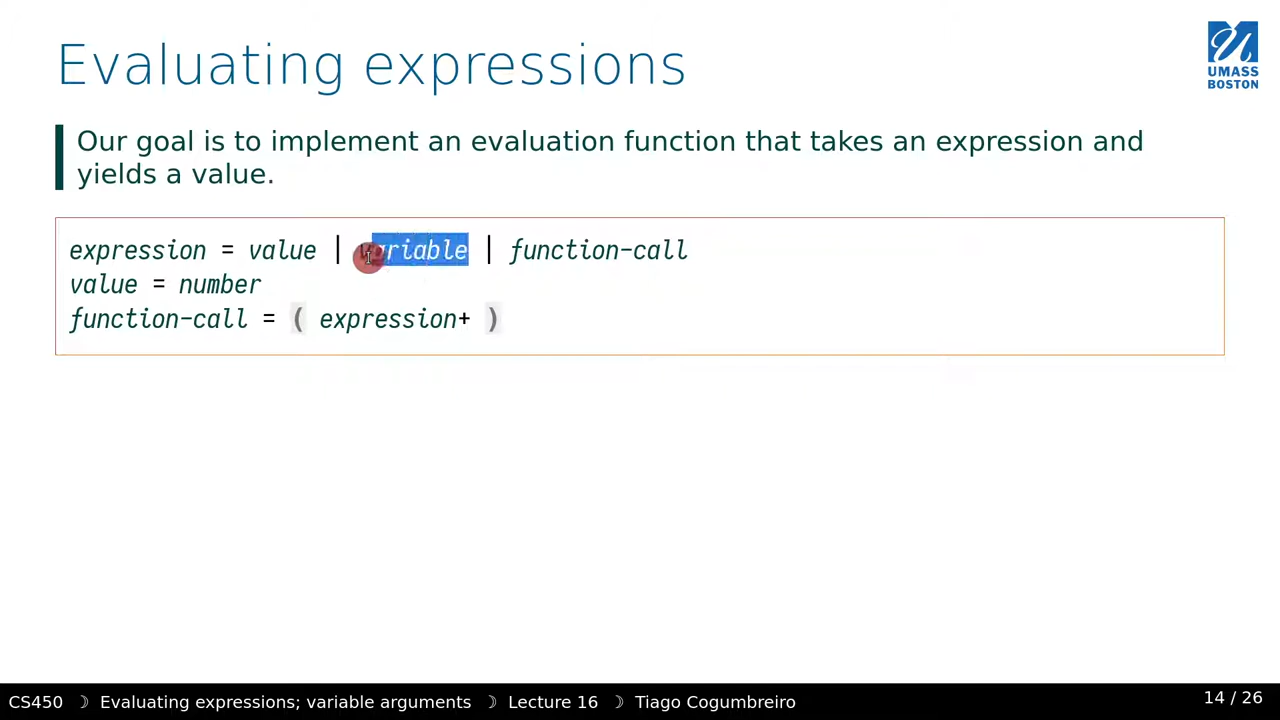 Evaluating expressions
UMASS
BOSTON
Our goal is to implement an evaluation function that takes an expression and
yields a value.
expression = value | variable | function-call
value = number
function-call = ( expression+ )
CS450 ☽ Evaluating expressions; variable arguments ☽ Lecture 16 ☽ Tiago Cogumbreiro
14 / 26